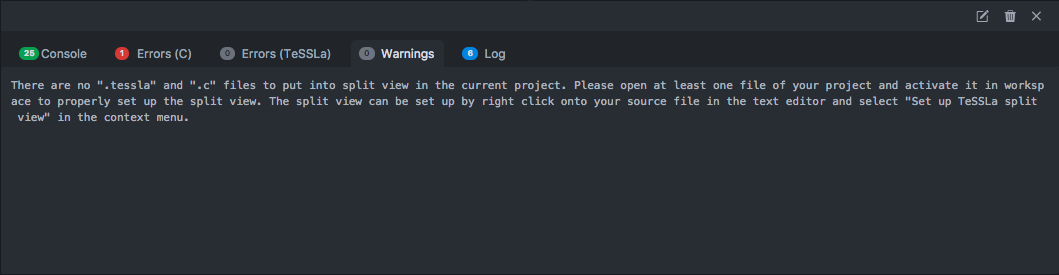 25 Console 1 Errors (C) 0 Errors (TeSSLa) 0 Warnings 6 Log
There are no ".tessla" and ".c" files to put into split view in the current project. Please open at least one file of your project and activate it in worksp
ace to properly set up the split view. The split view can be set up by right click onto your source file in the text editor and select "Set up TeSSLa split
view" in the context menu.